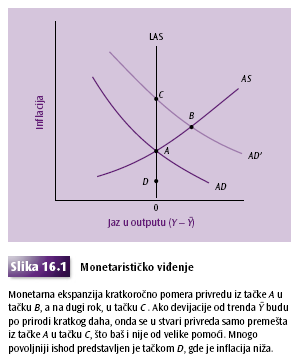 LAS
AS
C
B
Inflacija
A
AD'
D
AD
0
Jaz u outputu (Y – Ȳ)
Slika 16.1 Monetarističko viđenje
Monetarna ekspanzija kratkoročno pomera privredu iz tačke A u
tačku B, a na dugi rok, u tačku C . Ako devijacije od trenda Ȳ budu
po prirodi kratkog daha, onda se u stvari privreda samo premešta
iz tačke A u tačku C, što baš i nije od velike pomoći. Mnogo
povoljniji ishod predstavljen je tačkom D, gde je inflacija niža.